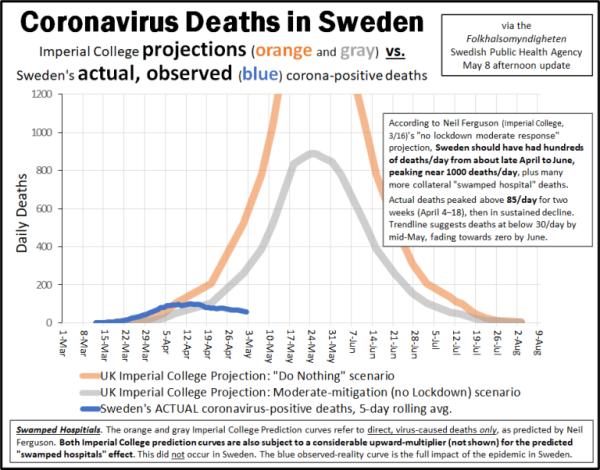 Coronavirus Deaths in Sweden
Imperial College projections (orange and gray) vs.
Sweden's actual, observed (blue) corona-positive deaths
via the
Folkhalsomyndigheten
Swedish Public Health Agency
May 8 afternoon update
According to Neil Ferguson (Imperial College,
3/16)'s "no lockdown moderate response"
projection, Sweden should have had hundreds
of deaths/day from about late April to June,
peaking near 1000 deaths/day, plus many
more collateral "swamped hospital" deaths.
Actual deaths peaked above 85/day for two
weeks (April 4–18), then in sustained decline.
Trendline suggests deaths at below 30/day by
mid-May, fading towards zero by June.
Daily Deaths
1200
1000
800
600
400
200
0
1-Mar
8-Mar
15-Mar
22-Mar
29-Mar
5-Apr
12-Apr
19-Apr
26-Apr
3-May
10-May
17-May
24-May
31-May
7-Jun
14-Jun
21-Jun
28-Jun
5-Jul
12-Jul
19-Jul
26-Jul
2-Aug
9-Aug
UK Imperial College Projection: "Do Nothing" scenario
UK Imperial College Projection: Moderate-mitigation (no Lockdown) scenario
Sweden's ACTUAL coronavirus-positive deaths, 5-day rolling avg.
Swamped Hospitials. The orange and gray Imperial College Prediction curves refer to direct, virus-caused deaths only, as predicted by Neil
Ferguson. Both Imperial College prediction curves are also subject to a considerable upward-multiplier (not shown) for the predicted
"swamped hospitals" effect. This did not occur in Sweden. The blue observed-reality curve is the full impact of the epidemic in Sweden.